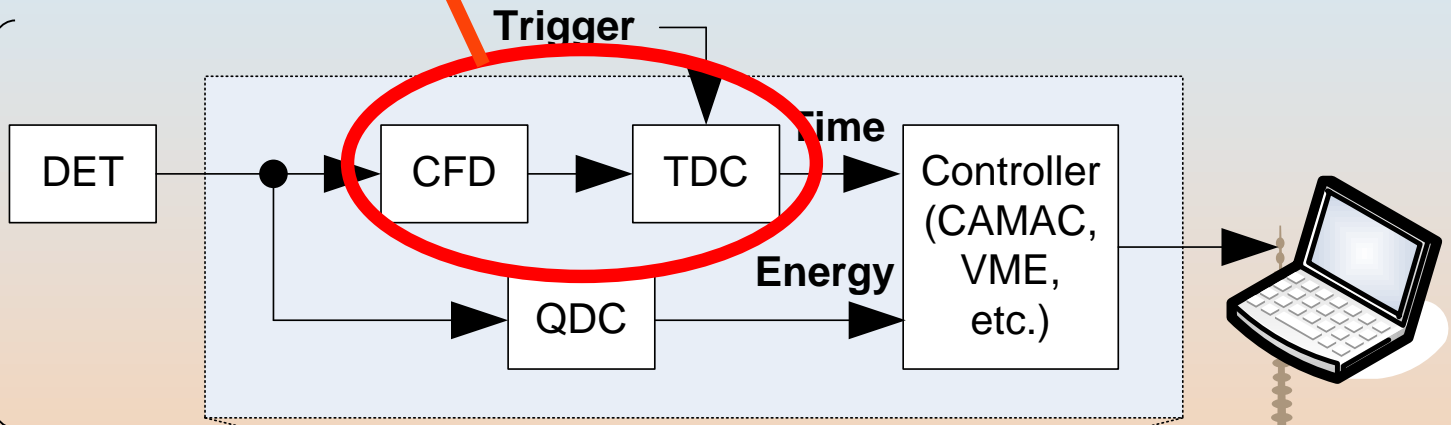 Trigger
DET
CFD
TDC
Time
Controller
(CAMAC,
VME,
etc.)
Energy
QDC